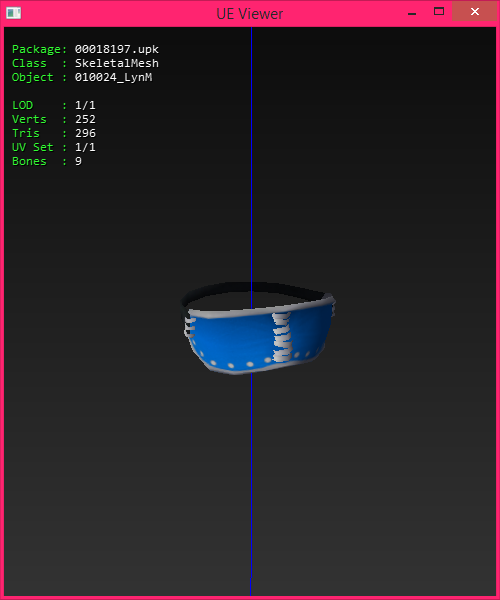 UE Viewer
Package: 00018197.upk
Class : SkeletalMesh
Object : 010024_LynM
LOD : 1/1
Verts : 252
Tris : 296
UV Set : 1/1
Bones : 9